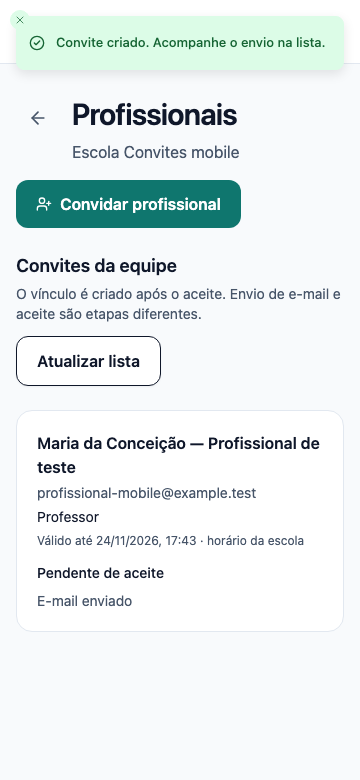 Convite criado. Acompanhe o envio na lista.
Profissionais
Escola Convites mobile
Convidar profissional
Convites da equipe
O vínculo é criado após o aceite. Envio de e-mail e
aceite são etapas diferentes.
Atualizar lista
Maria da Conceição — Profissional de
teste
profissional-mobile@example.test
Professor
Válido até 24/11/2026, 17:43 · horário da escola
Pendente de aceite
E-mail enviado